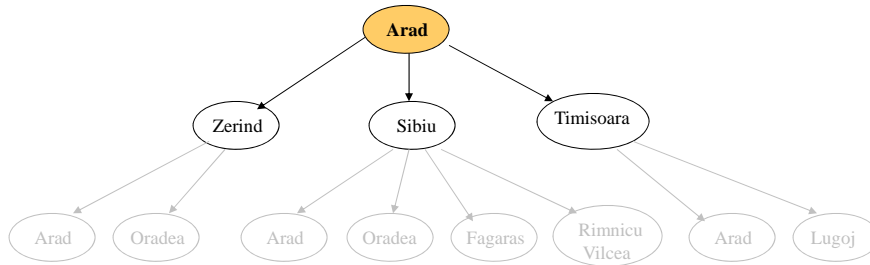 Arad
Zerind
Sibiu
Timisoara
Arad
Oradea
Arad
Oradea
Fagaras
Rimnicu
Vilcea
Arad
Lugoj